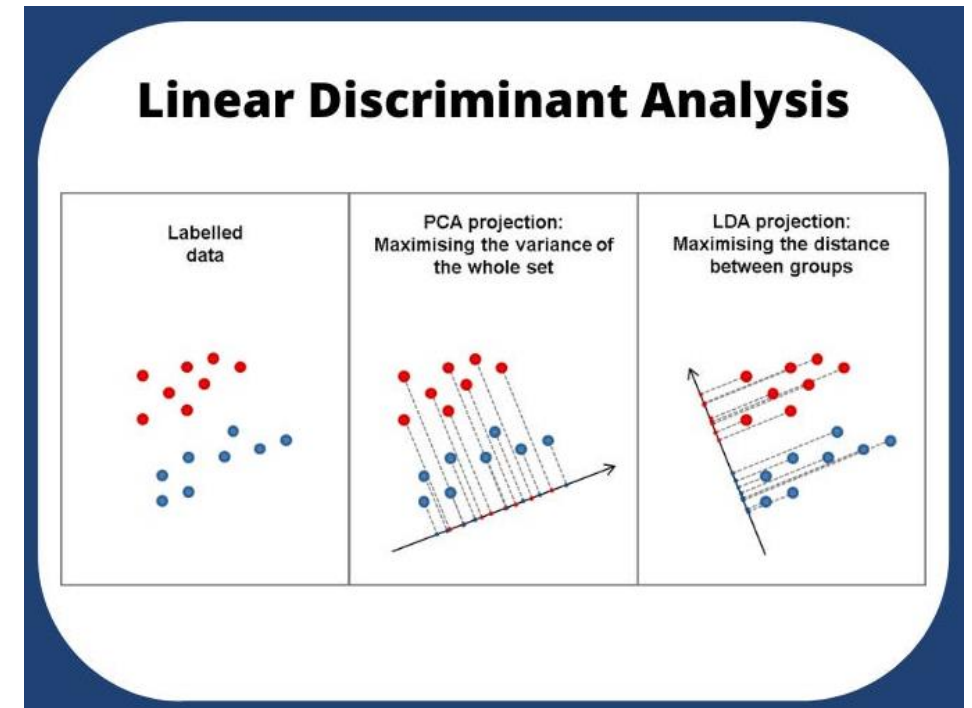 Linear Discriminant Analysis
Labelled
data
PCA projection:
Maximising the variance of
the whole set
LDA projection:
Maximising the distance
between groups